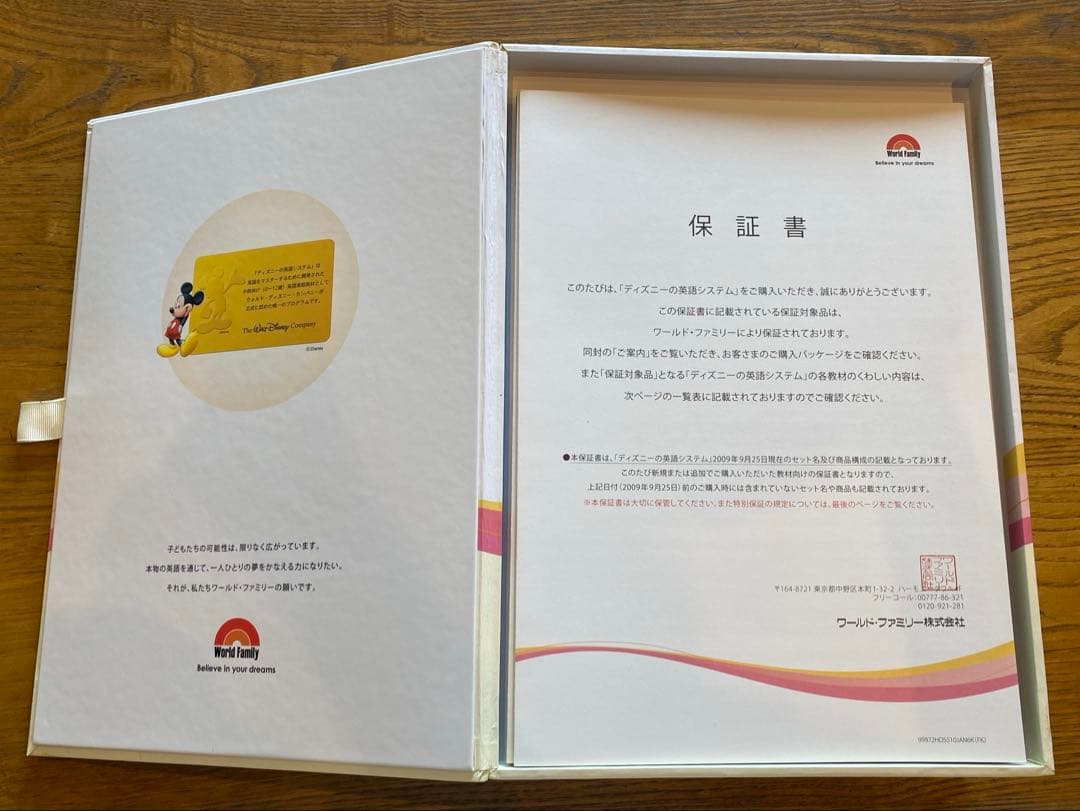 「ディズニーの英語システム」は
英語をマスターするために開発された
子供向け(0〜12歳)英語家庭教材として
ウォルト・ディズニー・カンパニーが
正式に認めた唯一のプログラムです。
The Walt Disney Company
©Disney
子どもたちの可能性は、限りなく広がっています。
本物の英語を通じて、一人ひとりの夢をかなえる力になりたい。
それが、私たちワールド・ファミリーの願いです。
World Family
Believe in your dreams
World Family
Believe in your dreams
保証書
このたびは、「ディズニーの英語システム」をご購入いただき、誠にありがとうございます。
この保証書に記載されている保証対象品は、
ワールド・ファミリーにより保証されております。
同封の「ご案内」をご覧いただき、お客さまのご購入パッケージをご確認ください。
また「保証対象品」となる「ディズニーの英語システム」の各教材のくわしい内容は、
次ページの一覧表に記載されておりますのでご確認ください。
●本保証書は、「ディズニーの英語システム」2009年9月25日現在のセット名及び商品構成の記載となっております。
このたび新規または追加でご購入いただいた教材向けの保証書となりますので、
上記日付(2009年9月25日)前のご購入時には含まれていないセット名や商品も記載されております。
※本保証書は大切に保管してください。また特別保証の規定については、最後のページをご覧ください。
〒164-8721 東京都中野区本町1-32-2 ハーモニータワー4F
フリーコール:00777-86-321
0120-921-281
ワールド・ファミリー株式会社